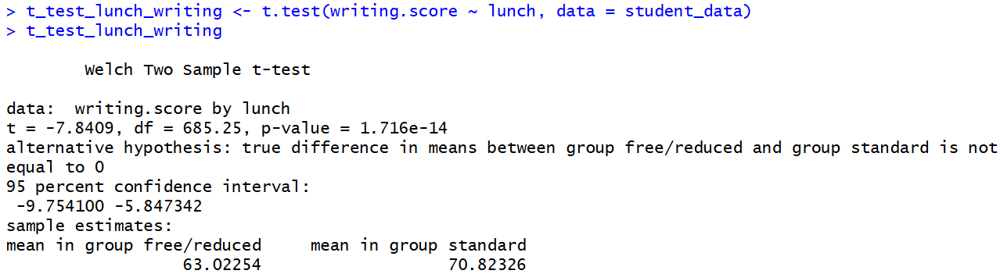 > t_test_lunch_writing <- t.test(writing.score ~ lunch, data = student_data)
> t_test_lunch_writing
Welch Two Sample t-test
data:  writing.score by lunch
t = -7.8409, df = 685.25, p-value = 1.716e-14
alternative hypothesis: true difference in means between group free/reduced and group standard is not
equal to 0
95 percent confidence interval:
 -9.754100 -5.847342
sample estimates:
mean in group free/reduced     mean in group standard
                  63.02254                   70.82326